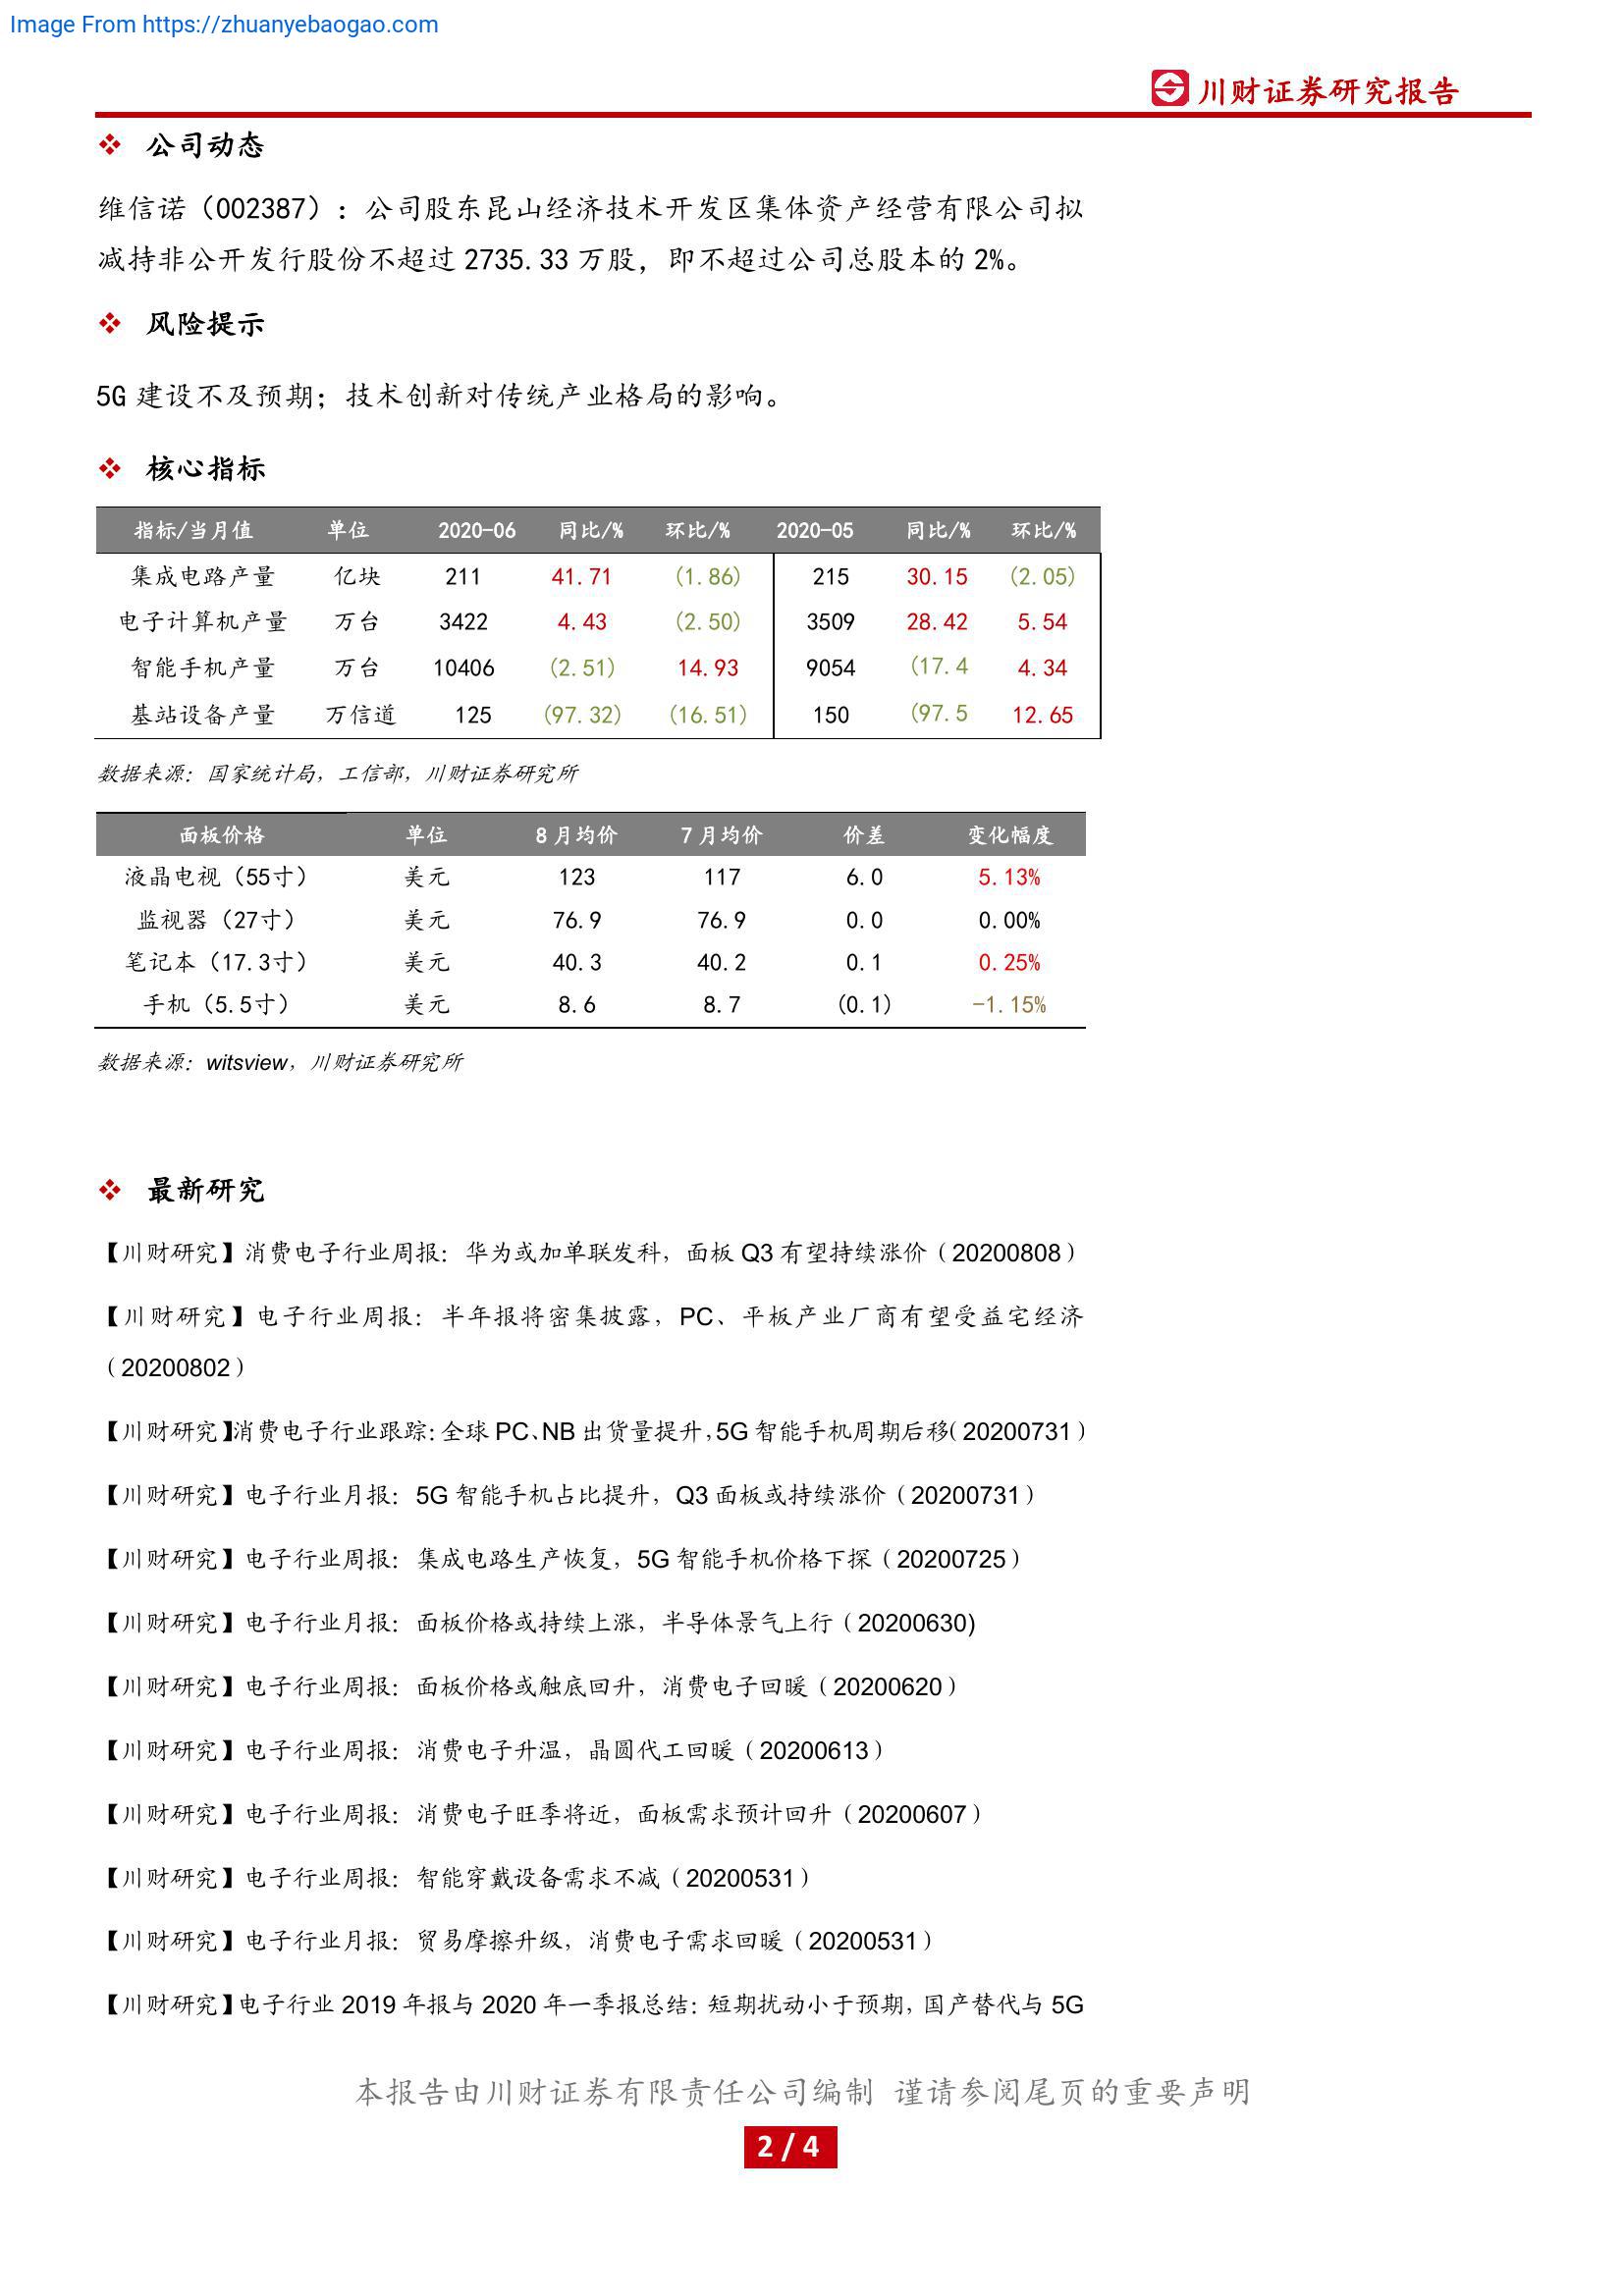 Image From https://zhuanyebaogao.com
川财证券研究报告
❖ 公司动态
维信诺（002387）：公司股东昆山经济技术开发区集体资产经营有限公司拟
减持非公开发行股份不超过 2735.33 万股，即不超过公司总股本的 2%。
❖ 风险提示
5G 建设不及预期；技术创新对传统产业格局的影响。
❖ 核心指标
指标/当月值 单位 2020-06 同比/% 环比/% 2020-05 同比/% 环比/%
集成电路产量 亿块 211 41.71 (1.86) 215 30.15 (2.05)
电子计算机产量 万台 3422 4.43 (2.50) 3509 28.42 5.54
智能手机产量 万台 10406 (2.51) 14.93 9054 (17.4 4.34
基站设备产量 万信道 125 (97.32) (16.51) 150 (97.5 12.65
数据来源：国家统计局，工信部，川财证券研究所
面板价格 单位 8 月均价 7 月均价 价差 变化幅度
液晶电视（55寸） 美元 123 117 6.0 5.13%
监视器（27寸） 美元 76.9 76.9 0.0 0.00%
笔记本（17.3寸） 美元 40.3 40.2 0.1 0.25%
手机（5.5寸） 美元 8.6 8.7 (0.1) -1.15%
数据来源：witsview，川财证券研究所
❖ 最新研究
【川财研究】消费电子行业周报：华为或加单联发科，面板 Q3 有望持续涨价（20200808）
【川财研究】电子行业周报：半年报将密集披露，PC、平板产业厂商有望受益宅经济
（20200802）
【川财研究】消费电子行业跟踪：全球 PC、NB 出货量提升，5G 智能手机周期后移（20200731）
【川财研究】电子行业月报：5G 智能手机占比提升，Q3 面板或持续涨价（20200731）
【川财研究】电子行业周报：集成电路生产恢复，5G 智能手机价格下探（20200725）
【川财研究】电子行业月报：面板价格或持续上涨，半导体景气上行（20200630)
【川财研究】电子行业周报：面板价格或触底回升，消费电子回暖（20200620）
【川财研究】电子行业周报：消费电子升温，晶圆代工回暖（20200613）
【川财研究】电子行业周报：消费电子旺季将近，面板需求预计回升（20200607）
【川财研究】电子行业周报：智能穿戴设备需求不减（20200531）
【川财研究】电子行业月报：贸易摩擦升级，消费电子需求回暖（20200531）
【川财研究】电子行业 2019 年报与 2020 年一季报总结：短期扰动小于预期，国产替代与 5G
本报告由川财证券有限责任公司编制 谨请参阅尾页的重要声明
2 / 4